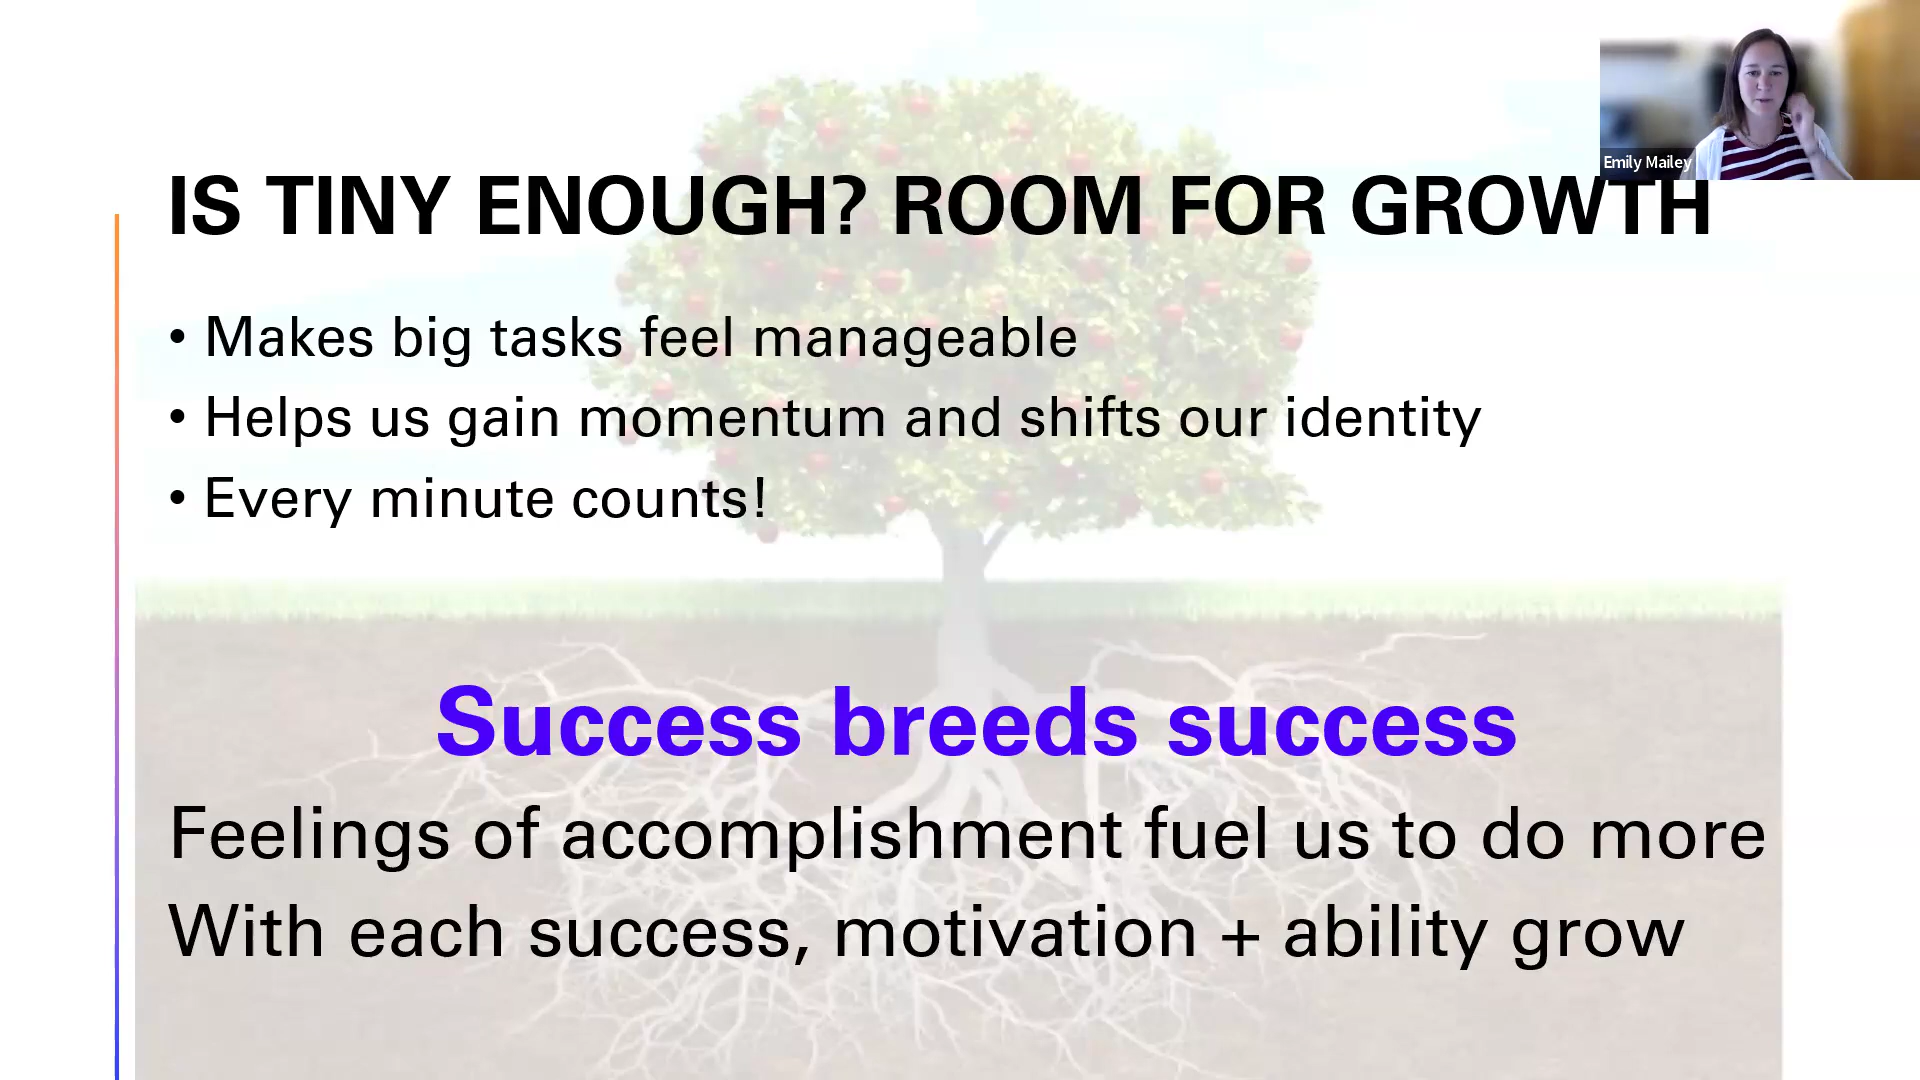 Emily Mailey
IS TINY ENOUGH? ROOM FOR GROWTH
• Makes big tasks feel manageable
• Helps us gain momentum and shifts our identity
• Every minute counts!
Success breeds success
Feelings of accomplishment fuel us to do more
With each success, motivation + ability grow